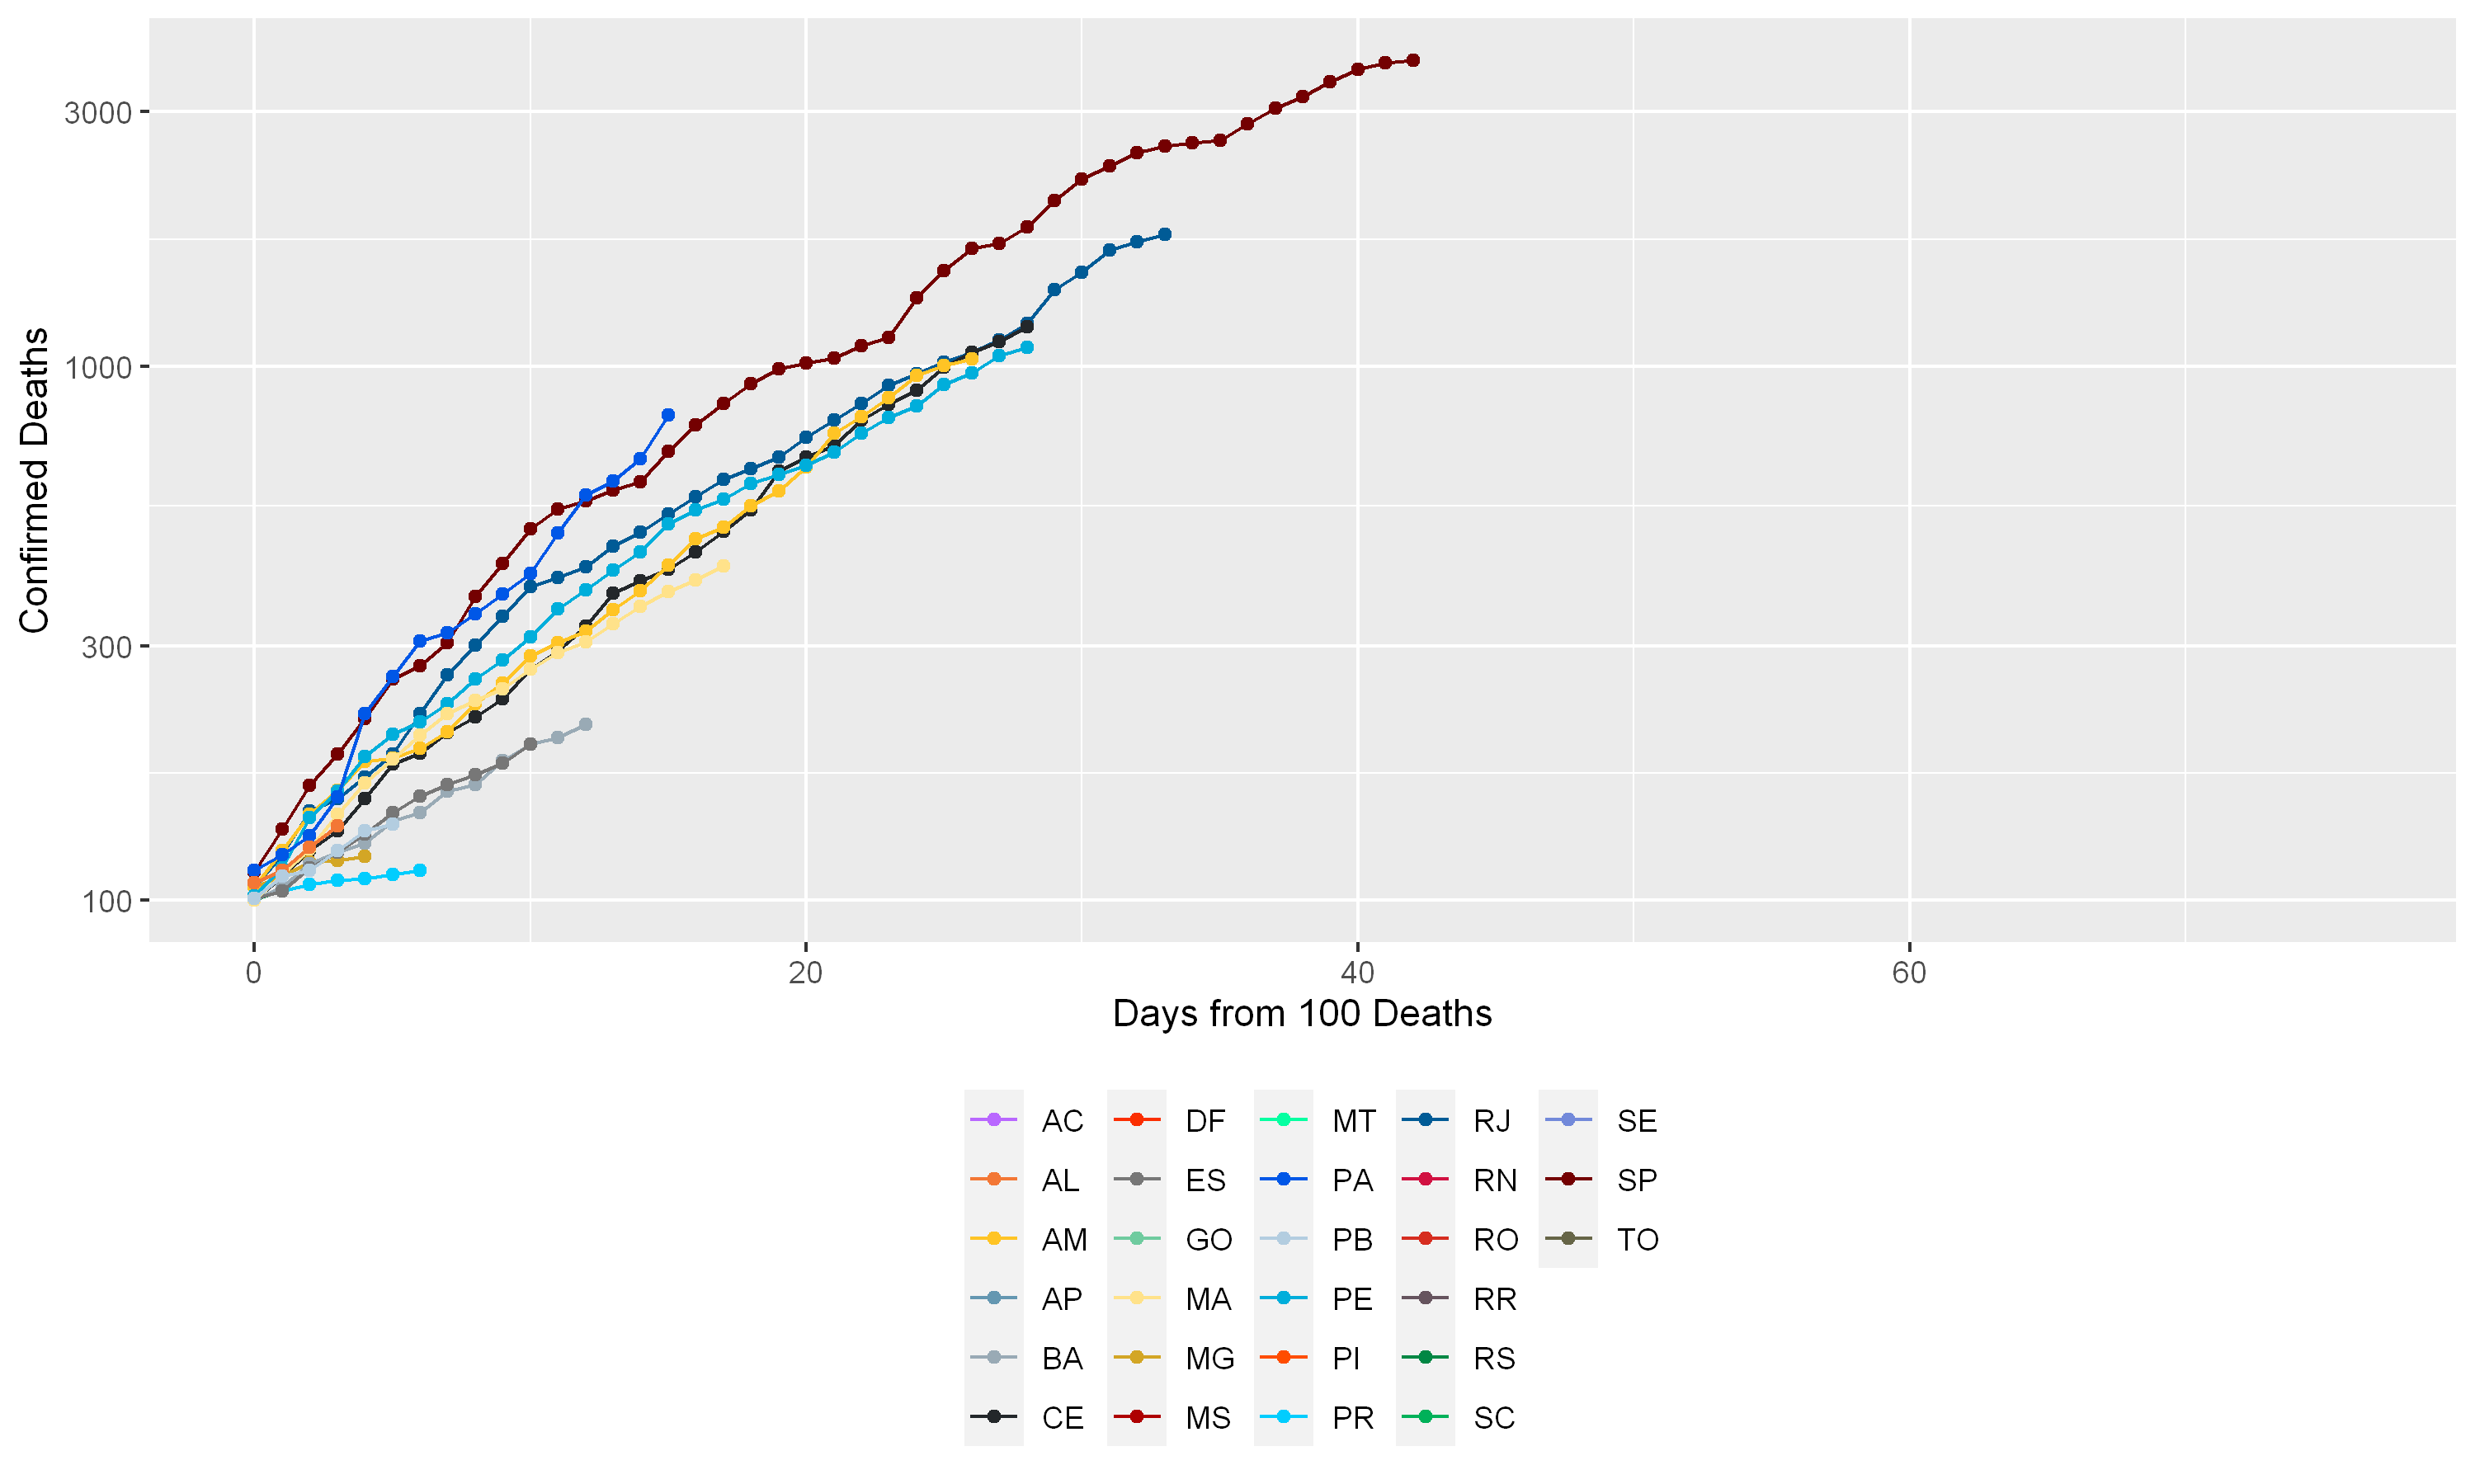 3000
1000
300
100
Confirmed Deaths
0 20 40 60
Days from 100 Deaths
AC DF MT RJ SE
AL ES PA RN SP
AM GO PB RO TO
AP MA PE RR
BA MG PI RS
CE MS PR SC